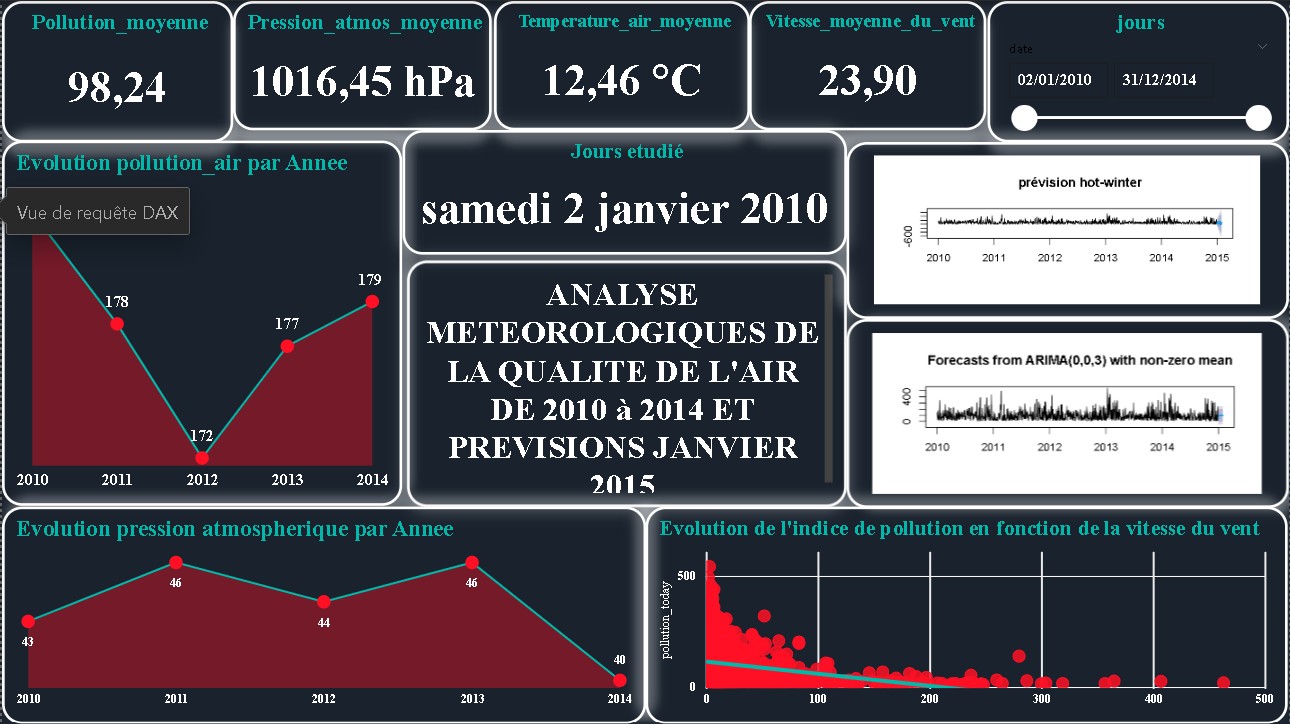 Pollution_moyenne
98,24
Pression_atmos_moyenne
1016,45 hPa
Temperature_air_moyenne
12,46 °C
Vitesse_moyenne_du_vent
23,90
jours
date
02/01/2010
31/12/2014
Evolution pollution_air par Annee
Vue de requête DAX
178
172
177
179
2010 2011 2012 2013 2014
Jours etudié
samedi 2 janvier 2010
ANALYSE
METEOROLOGIQUES DE
LA QUALITE DE L'AIR
DE 2010 à 2014 ET
PREVISIONS JANVIER
2015
prévision hot-winter
-600
2010 2011 2012 2013 2014 2015
Forecasts from ARIMA(0,0,3) with non-zero mean
400
0
2010 2011 2012 2013 2014 2015
Evolution pression atmospherique par Annee
43
46
44
46
40
2010 2011 2012 2013 2014
Evolution de l'indice de pollution en fonction de la vitesse du vent
pollution_today
500
0
0 100 200 300 400 500